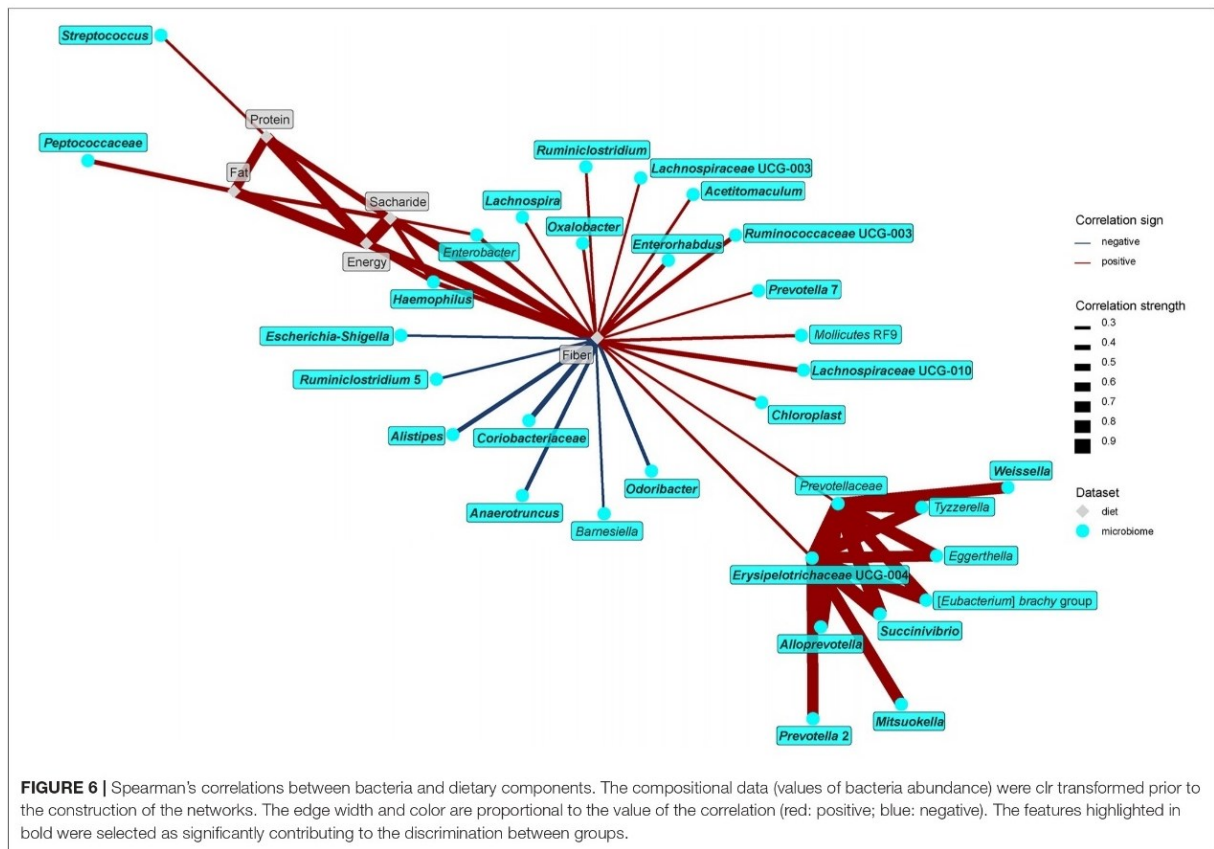 Streptococcus
Protein
Peptococcaceae
Fat
Sacharide
Energy
Enterobacter
Haemophilus
Lachnospira
Ruminiclostridium
Oxalobacter
Lachnospiraceae UCG-003
Acetitomaculum
Enterorhabdus
Ruminococcaceae UCG-003
Prevotella 7
Mollicutes RF9
Lachnospiraceae UCG-010
Chloroplast
Escherichia-Shigella
Fiber
Ruminiclostridium 5
Alistipes
Coriobacteriaceae
Anaerotruncus
Barnesiella
Odoribacter
Prevotellaceae
Weissella
Tyzzerella
Eggerthella
Erysipelotrichaceae UCG-004
[Eubacterium] brachy group
Succinivibrio
Alloprevotella
Mitsuokella
Prevotella 2
Correlation sign
negative
positive
Correlation strength
0.3
0.4
0.5
0.6
0.7
0.8
0.9
Dataset
diet
microbiome
FIGURE 6 | Spearman's correlations between bacteria and dietary components. The compositional data (values of bacteria abundance) were clr transformed prior to
the construction of the networks. The edge width and color are proportional to the value of the correlation (red: positive; blue: negative). The features highlighted in
bold were selected as significantly contributing to the discrimination between groups.